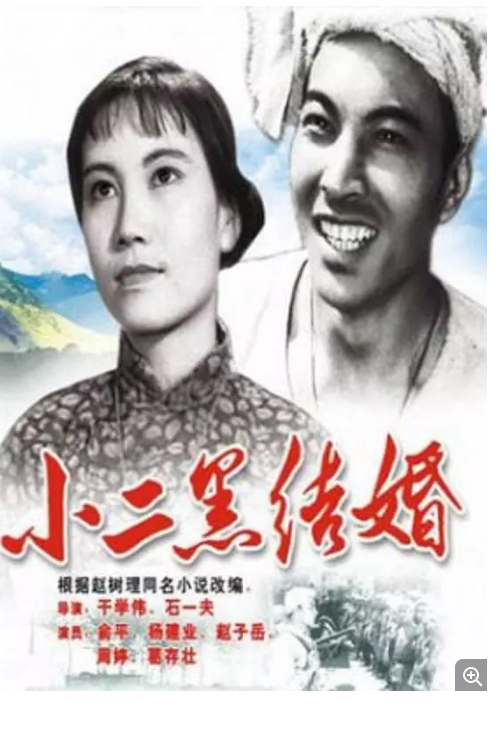 小二黑结婚
根据赵树理同名小说改编。
导演：干学伟、石一夫
演员：俞平、杨建业、赵子岳、
周婷、葛存壮